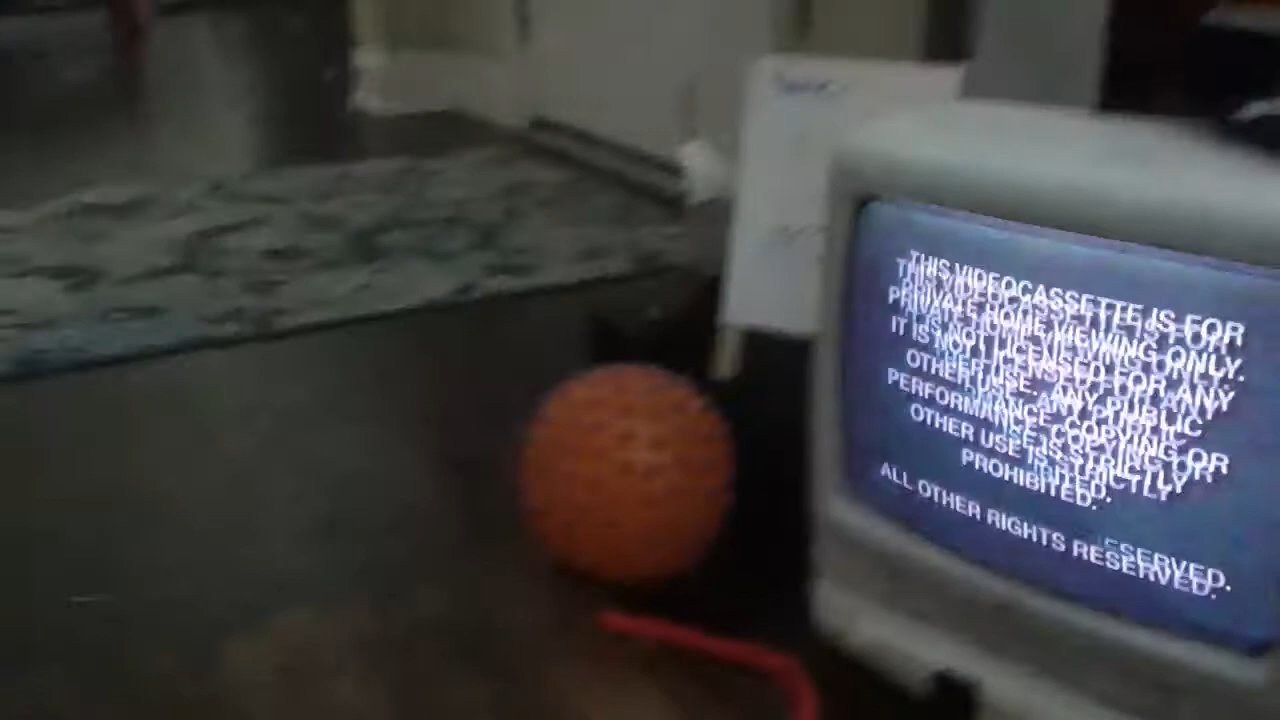 THIS VIDEOCASSETTE IS FOR
PRIVATE HOME VIEWING ONLY.
IT IS NOT LICENSED FOR ANY
OTHER USE. ANY PUBLIC
PERFORMANCE, COPYING OR
OTHER USE IS STRICTLY
PROHIBITED.
ALL OTHER RIGHTS RESERVED.